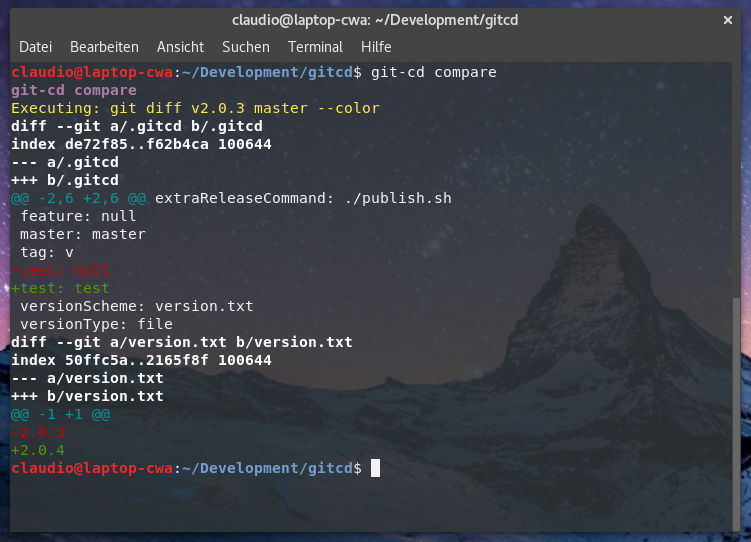 claudio@laptop-cwa: ~/Development/gitcd ×
Datei Bearbeiten Ansicht Suchen Terminal Hilfe
claudio@laptop-cwa:~/Development/gitcd$ git-cd compare
git-cd compare
Executing: git diff v2.0.3 master --color
diff --git a/.gitcd b/.gitcd
index de72f85..f62b4ca 100644
--- a/.gitcd
+++ b/.gitcd
@@ -2,6 +2,6 @@ extraReleaseCommand: ./publish.sh
 feature: null
 master: master
 tag: v
-test: null
+test: test
 versionScheme: version.txt
 versionType: file
diff --git a/version.txt b/version.txt
index 50ffc5a..2165f8f 100644
--- a/version.txt
+++ b/version.txt
@@ -1 +1 @@
-2.0.3
+2.0.4
claudio@laptop-cwa:~/Development/gitcd$